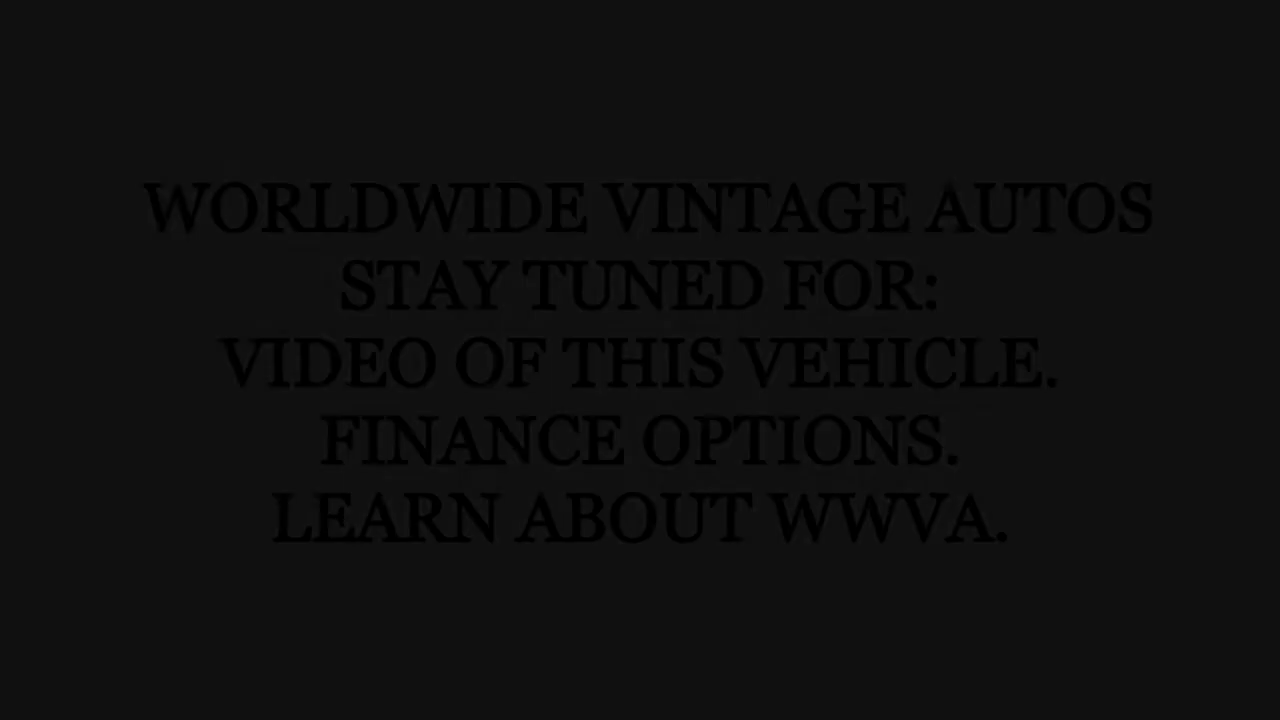 WORLDWIDE VINTAGE AUTOS
STAY TUNED FOR:
VIDEO OF THIS VEHICLE.
FINANCE OPTIONS.
LEARN ABOUT WWVA.